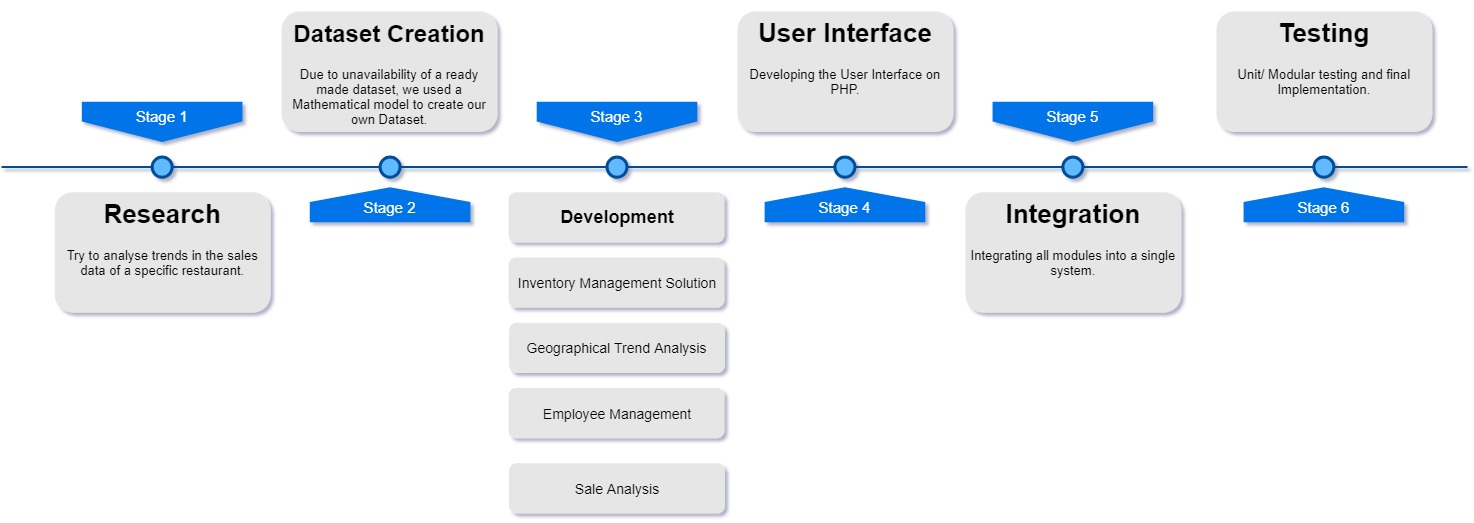 Stage 1
Research
Try to analyse trends in the sales
data of a specific restaurant.
Dataset Creation
Due to unavailability of a ready
made dataset, we used a
Mathematical model to create our
own Dataset.
Stage 2
Stage 3
Development
Inventory Management Solution
Geographical Trend Analysis
Employee Management
Sale Analysis
User Interface
Developing the User Interface on
PHP.
Stage 4
Stage 5
Integration
Integrating all modules into a single
system.
Testing
Unit/ Modular testing and final
Implementation.
Stage 6